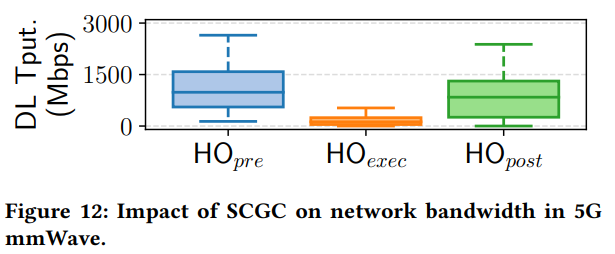 3000
1500
0
DL Tput.
(Mbps)
HOpre HOexec HOpost
Figure 12: Impact of SCGC on network bandwidth in 5G
mmWave.